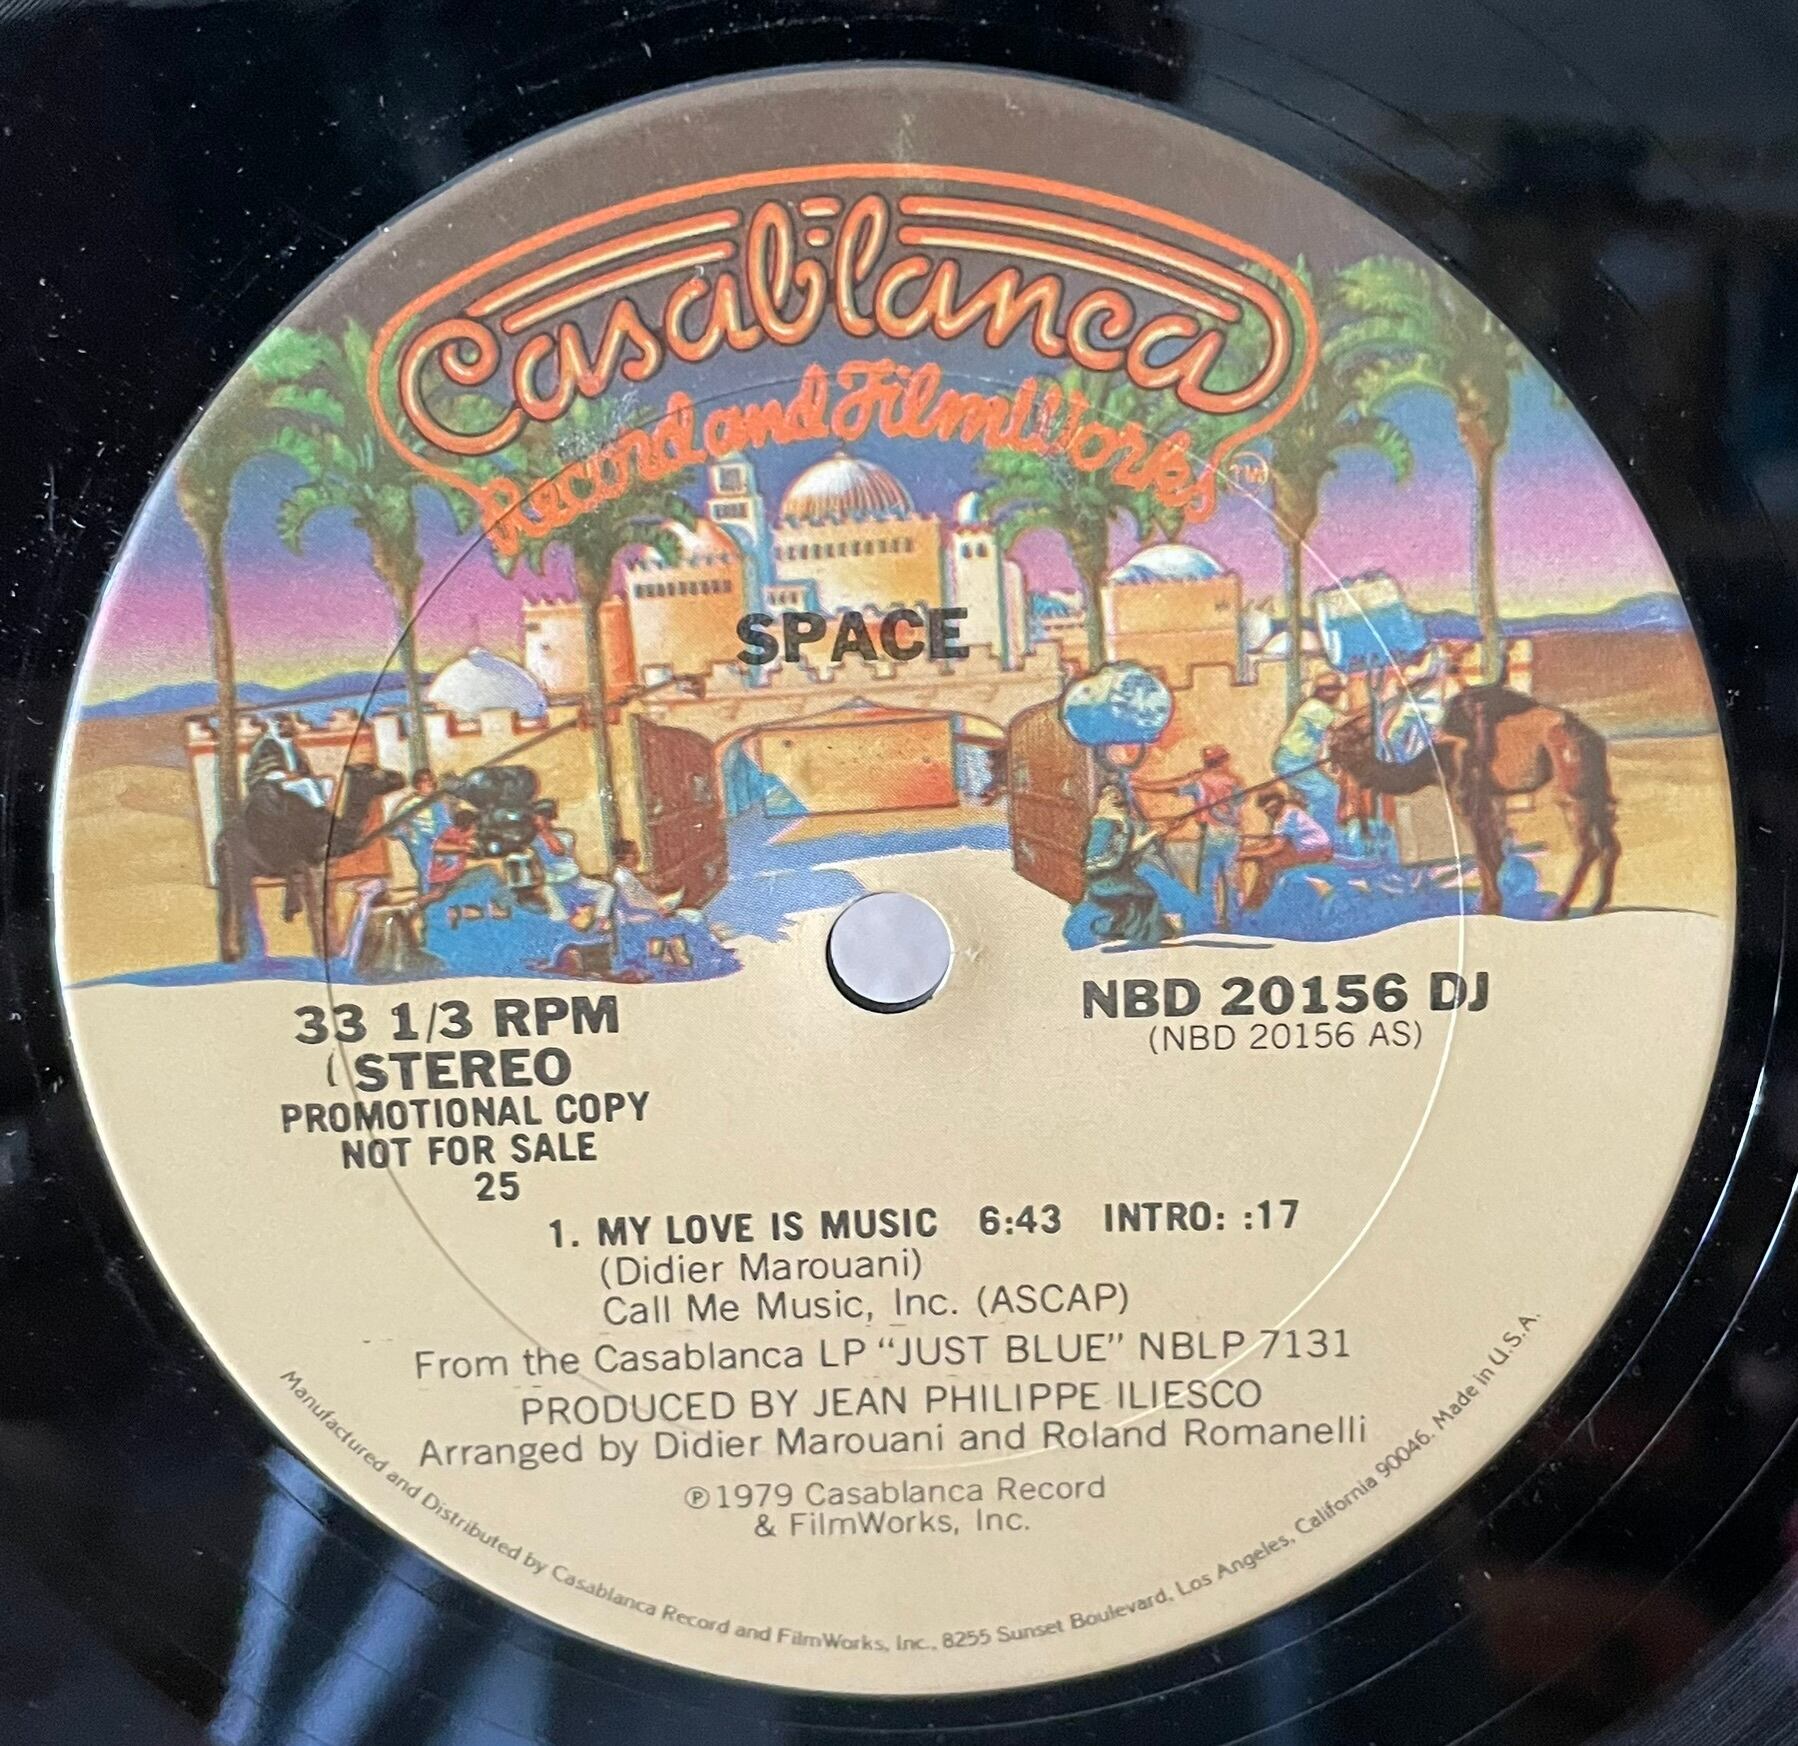 Casablanca
Record and FilmWorks
TM
SPACE
33 1/3 RPM
STEREO
PROMOTIONAL COPY
NOT FOR SALE
25
NBD 20156 DJ
(NBD 20156 AS)
1. MY LOVE IS MUSIC 6:43 INTRO: :17
(Didier Marouani)
Call Me Music, Inc. (ASCAP)
From the Casablanca LP “JUST BLUE” NBLP 7131
PRODUCED BY JEAN PHILIPPE ILIESCO
Arranged by Didier Marouani and Roland Romanelli
℗1979 Casablanca Record
& FilmWorks, Inc.
Manufactured and Distributed by Casablanca Record and FilmWorks, Inc., 8255 Sunset Boulevard, Los Angeles, California 90046. Made in U.S.A.